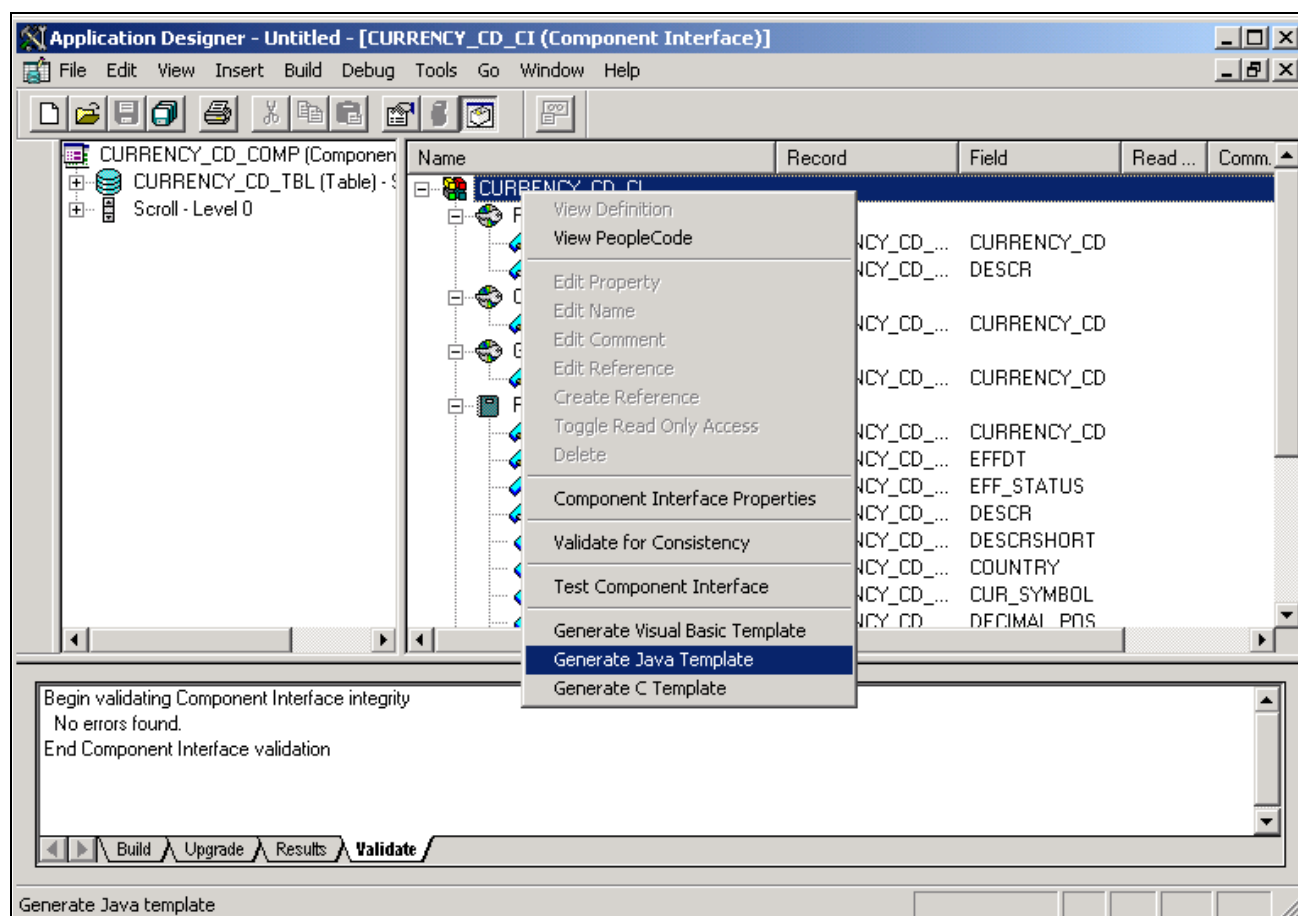 Application Designer - Untitled - [CURRENCY_CD_CI (Component Interface)]
File Edit View Insert Build Debug Tools Go Window Help
CURRENCY_CD_COMP (Componen
CURRENCY_CD_TBL (Table) - S
Scroll - Level 0
Name Record Field Read ... Comm.
CURRENCY_CD_CI
View Definition
View PeopleCode
Edit Property
Edit Name
Edit Comment
Edit Reference
Create Reference
Toggle Read Only Access
Delete
Component Interface Properties
Validate for Consistency
Test Component Interface
Generate Visual Basic Template
Generate Java Template
Generate C Template
NCY_CD_... CURRENCY_CD
NCY_CD_... DESCR
NCY_CD_... CURRENCY_CD
NCY_CD_... CURRENCY_CD
NCY_CD_... CURRENCY_CD
NCY_CD_... EFFDT
NCY_CD_... EFF_STATUS
NCY_CD_... DESCR
NCY_CD_... DESCRSHORT
NCY_CD_... COUNTRY
NCY_CD_... CUR_SYMBOL
NCY_CD DECIMAL_POS
Begin validating Component Interface integrity
No errors found.
End Component Interface validation
Build Upgrade Results Validate
Generate Java template